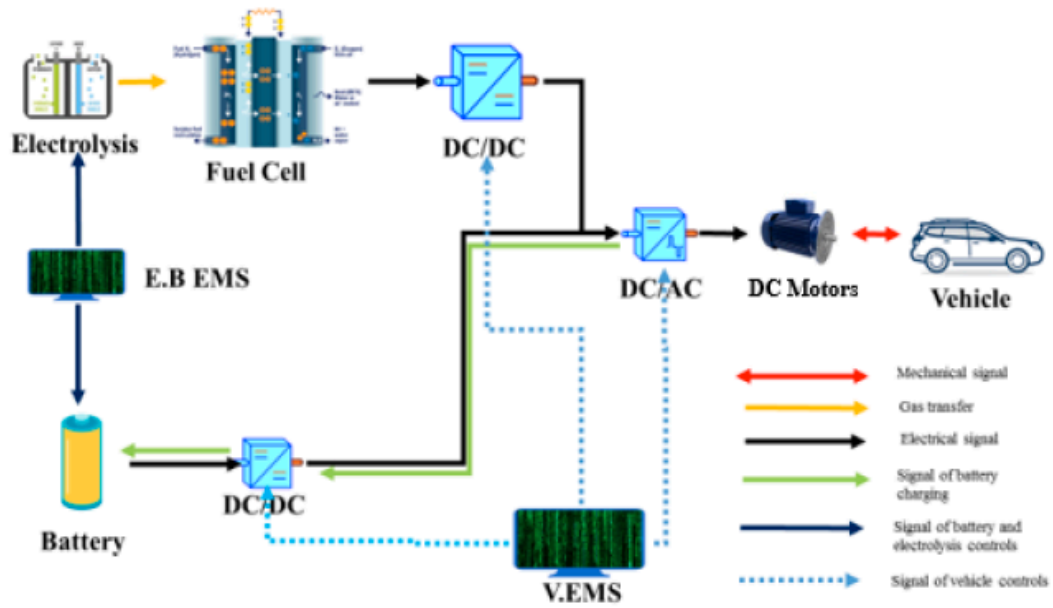 Electrolysis
Fuel Cell
DC/DC
E.B EMS
DC/AC
DC Motors
Vehicle
Mechanical signal
Gas transfer
Electrical signal
Signal of battery
charging
Signal of battery and
electrolysis controls
Signal of vehicle controls
DC/DC
Battery
V.EMS